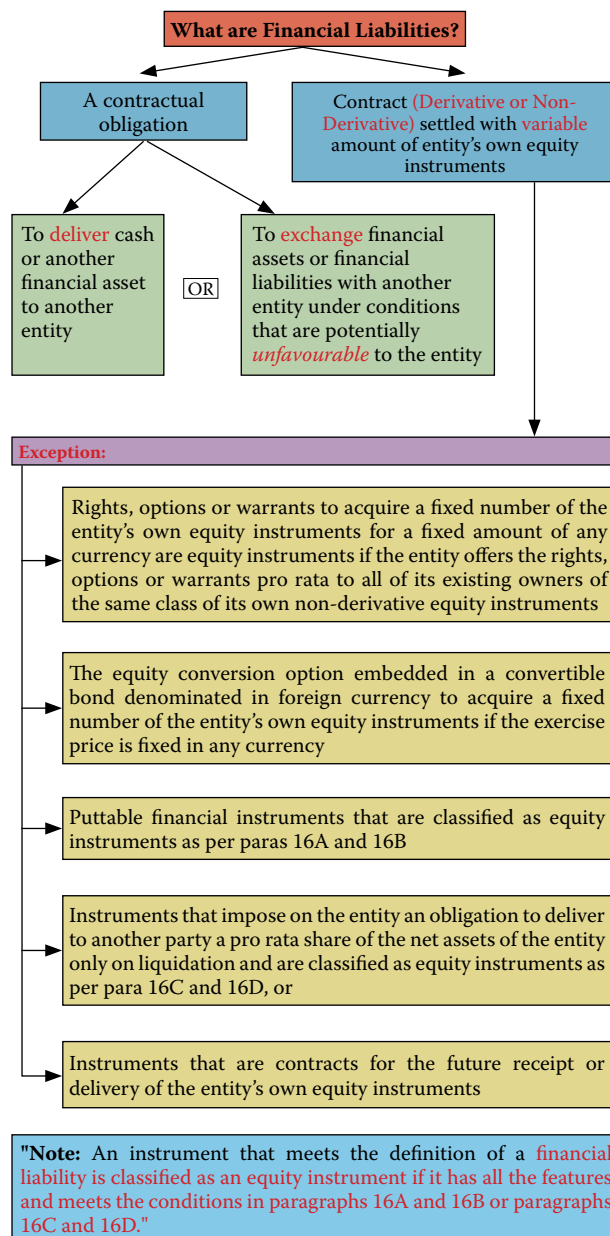 What are Financial Liabilities?
A contractual
obligation
Contract (Derivative or Non-
Derivative) settled with variable
amount of entity's own equity
instruments
To deliver cash
or another
financial asset
to another
entity
OR
To exchange financial
assets or financial
liabilities with another
entity under conditions
that are potentially
unfavourable to the entity
Exception:
Rights, options or warrants to acquire a fixed number of the
entity's own equity instruments for a fixed amount of any
currency are equity instruments if the entity offers the rights,
options or warrants pro rata to all of its existing owners of
the same class of its own non-derivative equity instruments
The equity conversion option embedded in a convertible
bond denominated in foreign currency to acquire a fixed
number of the entity's own equity instruments if the exercise
price is fixed in any currency
Puttable financial instruments that are classified as equity
instruments as per paras 16A and 16B
Instruments that impose on the entity an obligation to deliver
to another party a pro rata share of the net assets of the entity
only on liquidation and are classified as equity instruments as
per para 16C and 16D, or
Instruments that are contracts for the future receipt or
delivery of the entity's own equity instruments
"Note: An instrument that meets the definition of a financial
liability is classified as an equity instrument if it has all the features
and meets the conditions in paragraphs 16A and 16B or paragraphs
16C and 16D."